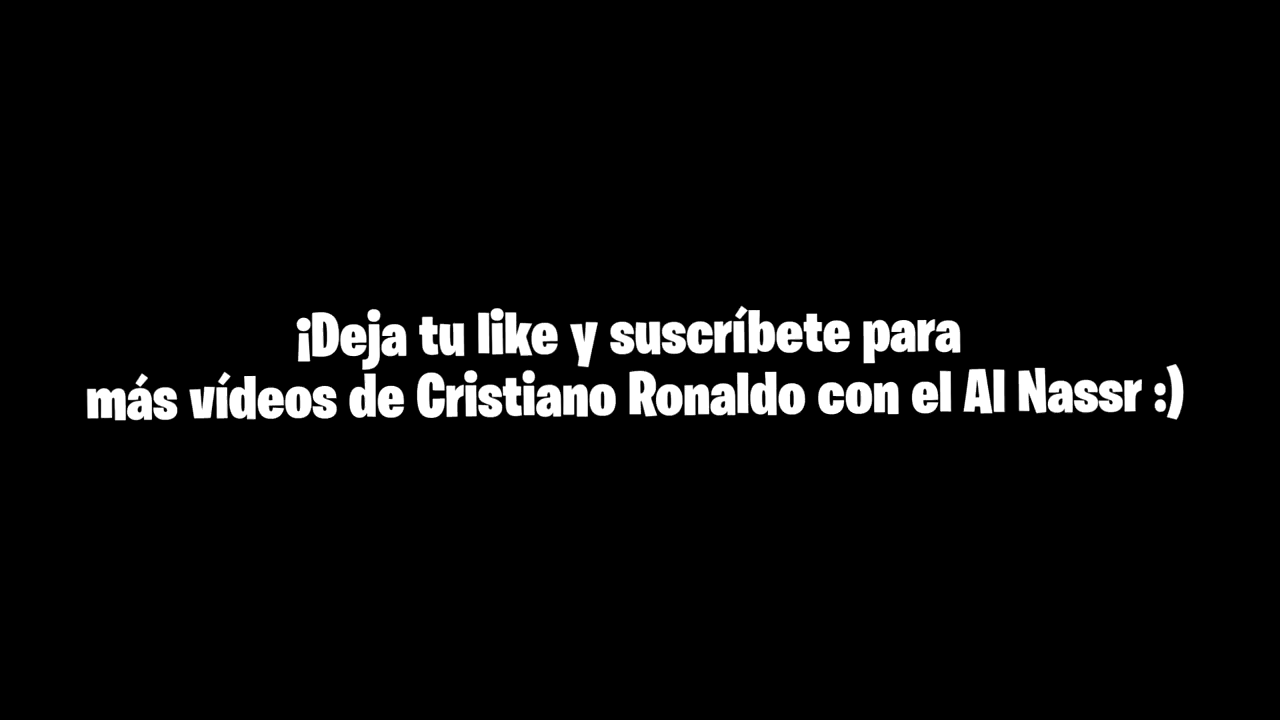 ¡Deja tu like y suscríbete para
más vídeos de Cristiano Ronaldo con el Al Nassr :)